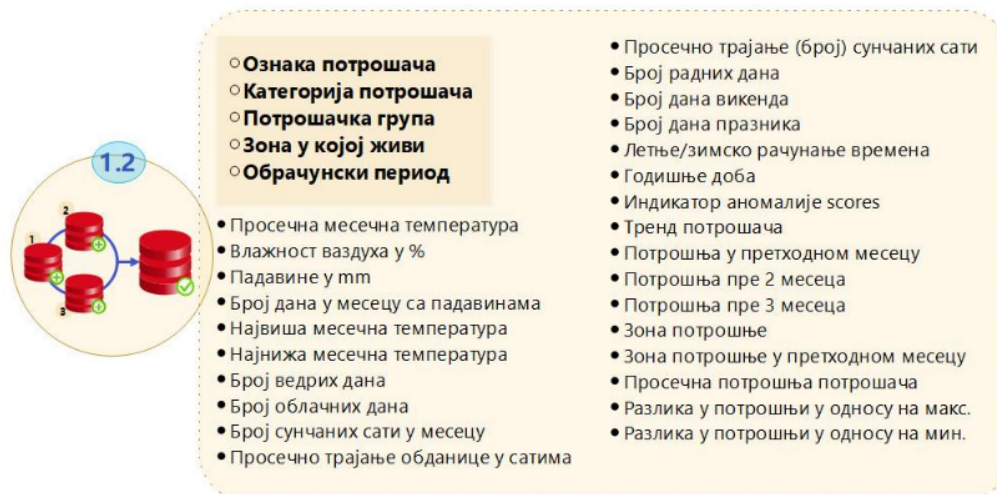 1.2
1
2
3
○ Ознака потрошача
○ Категорија потрошача
○ Потрошачка група
○ Зона у којој живи
○ Обрачунски период
• Просечна месечна температура
• Влажност ваздуха у %
• Падавине у mm
• Број дана у месецу са падавинама
• Највиша месечна температура
• Најнижа месечна температура
• Број ведрих дана
• Број облачних дана
• Број сунчаних сати у месецу
• Просечно трајање обданице у сатима
• Просечно трајање (број) сунчаних сати
• Број радних дана
• Број дана викенда
• Број дана празника
• Летње/зимско рачунање времена
• Годишње доба
• Индикатор аномалије scores
• Тренд потрошача
• Потрошња у претходном месецу
• Потрошња пре 2 месеца
• Потрошња пре 3 месеца
• Зона потрошње
• Зона потрошње у претходном месецу
• Просечна потрошња потрошача
• Разлика у потрошњи у односу на макс.
• Разлика у потрошњи у односу на мин.